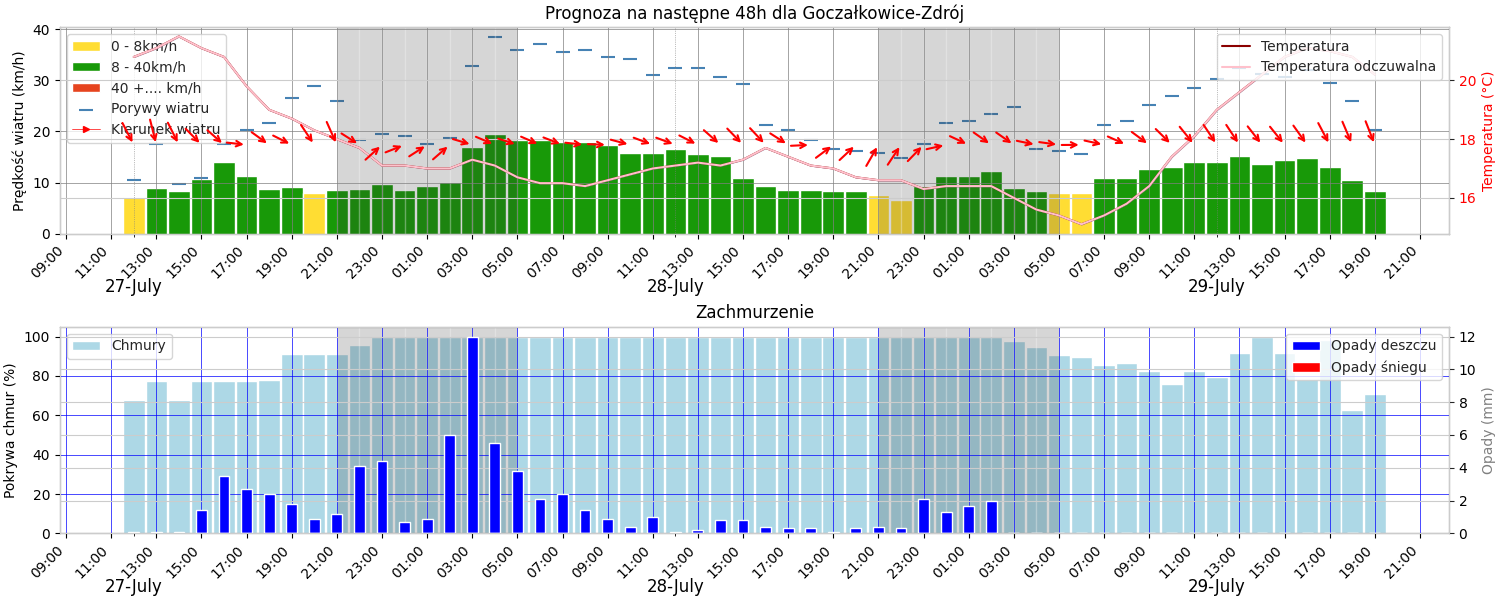 Prognoza na następne 48h dla Goczałkowice-Zdrój
Prędkość wiatru (km/h)
40
30
20
10
0
0 - 8km/h
8 - 40km/h
40 +.... km/h
Porywy wiatru
Kierunek wiatru
Temperatura
Temperatura odczuwalna
20
18
16
Temperatura (°C)
09:00 11:00 13:00 15:00 17:00 19:00 21:00 23:00 01:00 03:00 05:00 07:00 09:00 11:00 13:00 15:00 17:00 19:00 21:00 23:00 01:00 03:00 05:00 07:00 09:00 11:00 13:00 15:00 17:00 19:00 21:00
27-July 28-July 29-July
Zachmurzenie
Pokrywa chmur (%)
100
80
60
40
20
0
Chmury
Opady deszczu
Opady śniegu
12
10
8
6
4
2
0
Opady (mm)
09:00 11:00 13:00 15:00 17:00 19:00 21:00 23:00 01:00 03:00 05:00 07:00 09:00 11:00 13:00 15:00 17:00 19:00 21:00 23:00 01:00 03:00 05:00 07:00 09:00 11:00 13:00 15:00 17:00 19:00 21:00
27-July 28-July 29-July